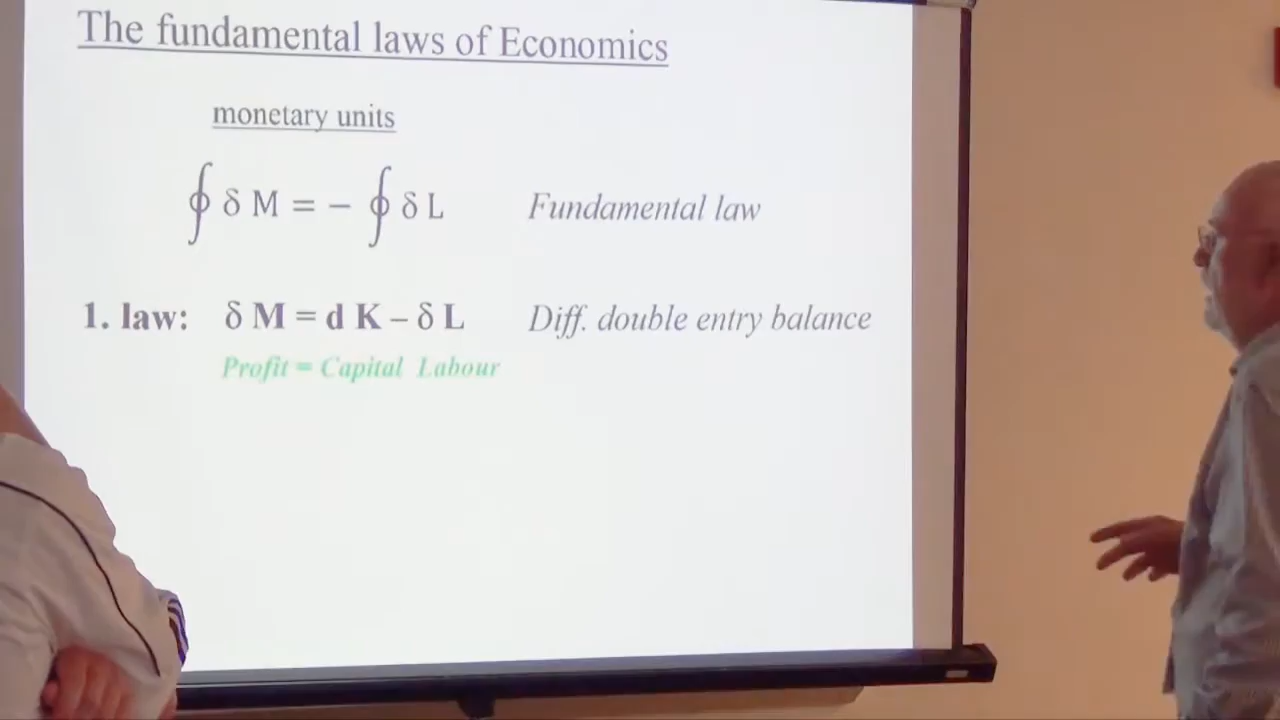 The fundamental laws of Economics
monetary units
∮ δ M = − ∮ δ L Fundamental law
1. law: δ M = d K – δ L Diff. double entry balance
Profit = Capital Labour